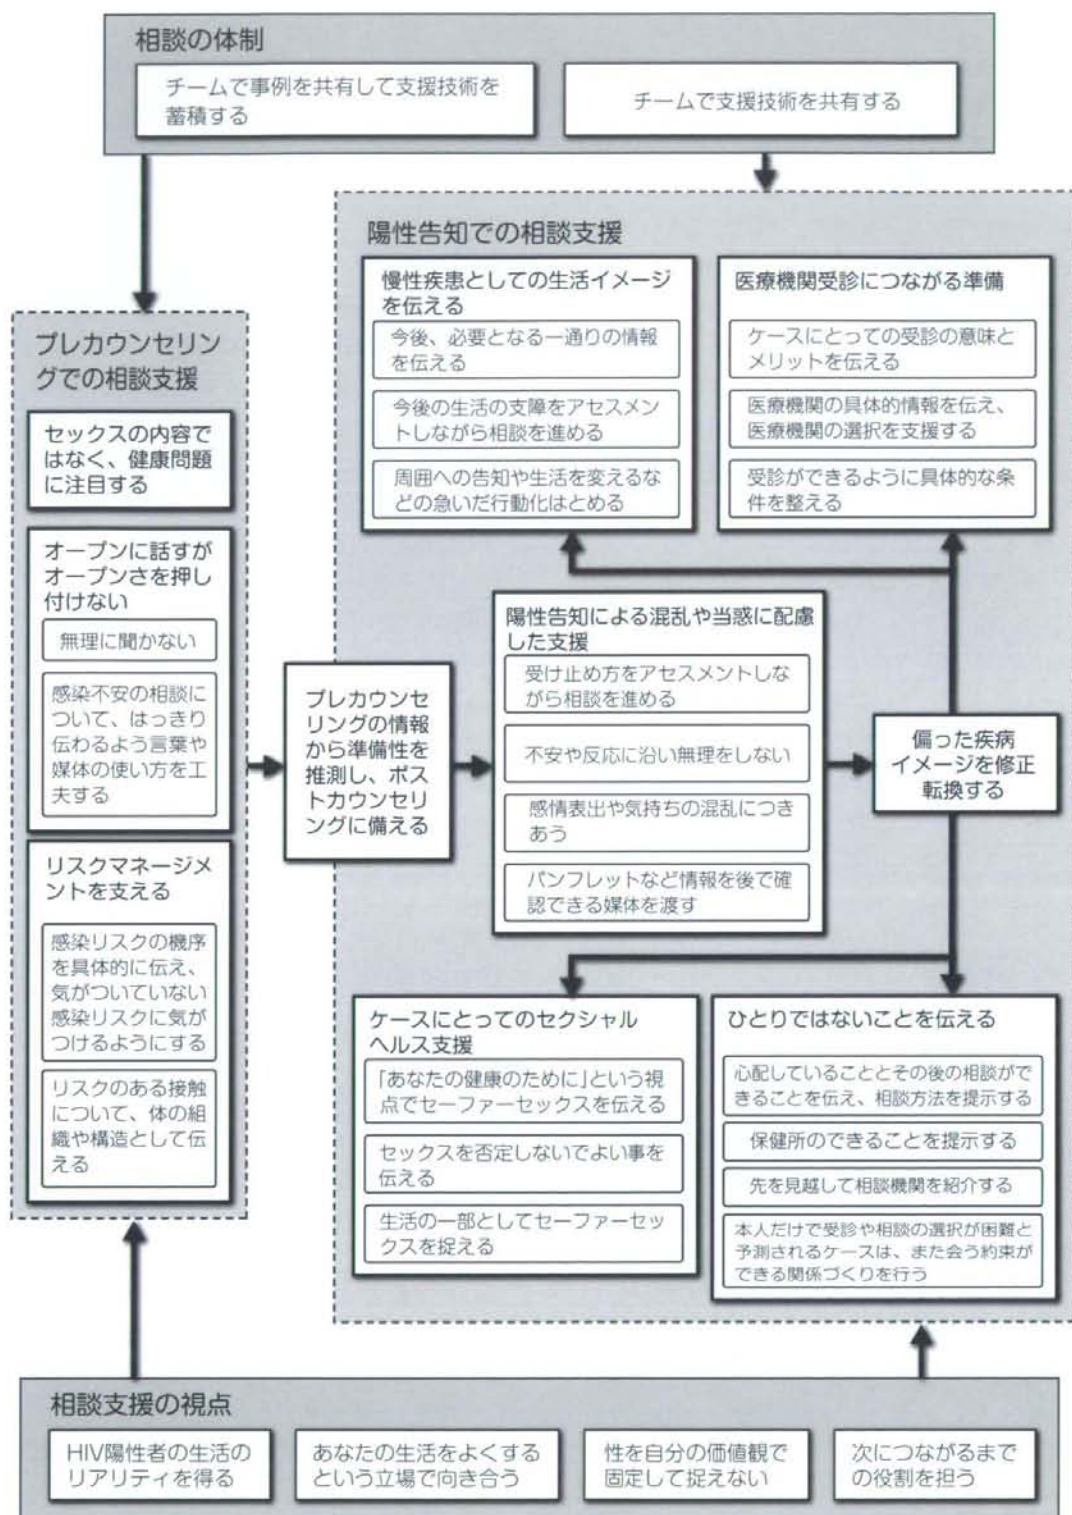 相談の体制
チームで事例を共有して支援技術を
蓄積する
チームで支援技術を共有する
プレカウンセリン
グでの相談支援
セックスの内容で
はなく、健康問題
に注目する
オープンに話すが
オープンさを押し
付けない
無理に聞かない
感染不安の相談に
ついて、はっきり
伝わるよう言葉や
媒体の使い方を工
夫する
リスクマネージメ
ントを支える
感染リスクの機序
を具体的に伝え、
気がついていない
感染リスクに気が
つけるようにする
リスクのある接触
について、体の組
織や構造として伝
える
プレカウンセ
リングの情報
から準備性を
推測し、ポス
トカウンセリ
ングに備える
陽性告知での相談支援
慢性疾患としての生活イメージ
を伝える
今後、必要となる一通りの情報
を伝える
今後の生活の支障をアセスメン
トしながら相談を進める
周囲への告知や生活を変えるな
どの急いだ行動化はとめる
医療機関受診につながる準備
ケースにとっての受診の意味と
メリットを伝える
医療機関の具体的情報を伝え、
医療機関の選択を支援する
受診ができるように具体的な条
件を整える
陽性告知による混乱や当惑に配慮
した支援
受け止め方をアセスメントしな
がら相談を進める
不安や反応に沿い無理をしない
感情表出や気持ちの混乱につき
あう
パンフレットなど情報を後で確
認できる媒体を渡す
偏った疾病
イメージを修正
転換する
ケースにとってのセクシャル
ヘルス支援
「あなたの健康のために」という視
点でセーファーセックスを伝える
セックスを否定しないでよい事を
伝える
生活の一部としてセーファーセッ
クスを捉える
ひとりではないことを伝える
心配していることとその後の相談がで
きることを伝え、相談方法を提示する
保健所のできることを提示する
先を見越して相談機関を紹介する
本人だけで受診や相談の選択が困難と
予測されるケースは、また会う約束が
できる関係づくりを行う
相談支援の視点
HIV陽性者の生活の
リアリティを得る
あなたの生活をよくする
という立場で向き合う
性を自分の価値観で
固定して捉えない
次につながるまで
の役割を担う